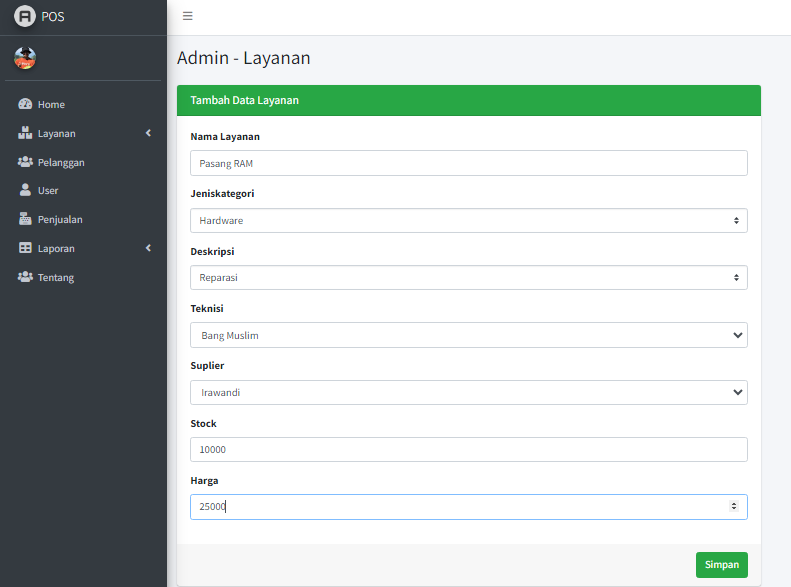 A POS
Home
Layanan
Pelanggan
User
Penjualan
Laporan
Tentang
Admin - Layanan
Tambah Data Layanan
Nama Layanan
Pasang RAM
Jeniskategori
Hardware
Deskripsi
Reparasi
Teknisi
Bang Muslim
Suplier
Irawandi
Stock
10000
Harga
25000
Simpan